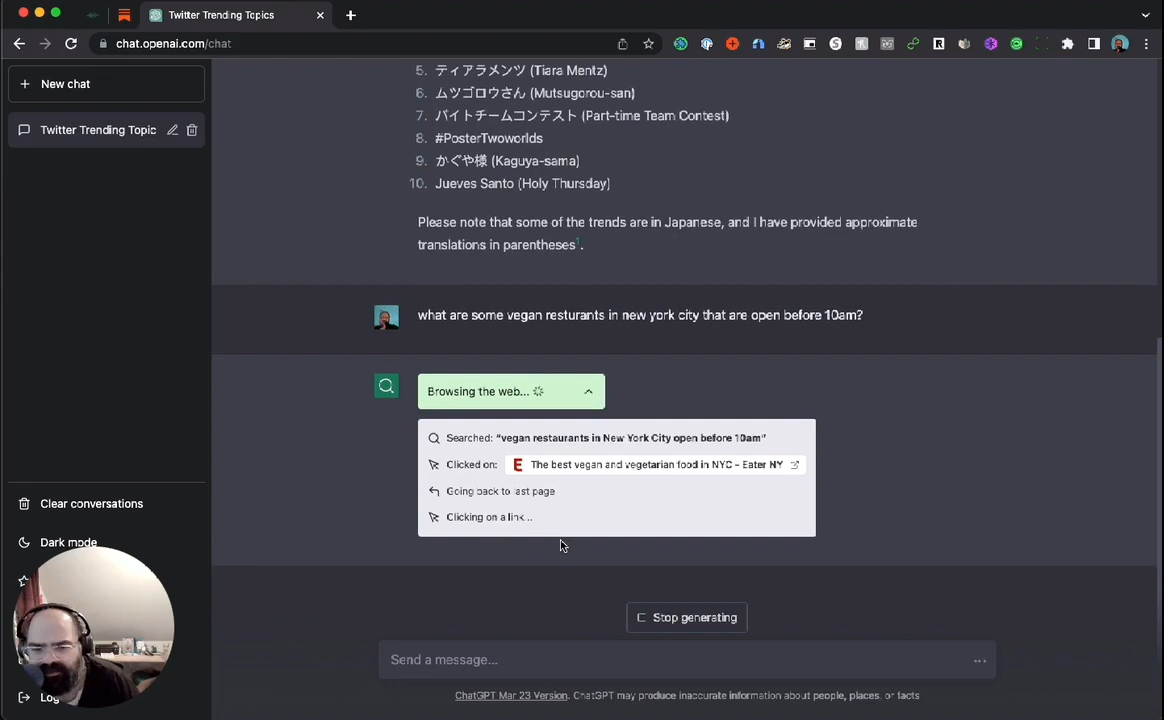 Twitter Trending Topics
chat.openai.com/chat
New chat
Twitter Trending Topic
5. ティアラメンツ (Tiara Mentz)
6. ムツゴロウさん (Mutsugorou-san)
7. バイトチームコンテスト (Part-time Team Contest)
8. #PosterTwoworlds
9. かぐや様 (Kaguya-sama)
10. Jueves Santo (Holy Thursday)
Please note that some of the trends are in Japanese, and I have provided approximate
translations in parentheses1.
what are some vegan resturants in new york city that are open before 10am?
Browsing the web...
Searched: “vegan restaurants in New York City open before 10am”
Clicked on: E The best vegan and vegetarian food in NYC - Eater NY
Going back to last page
Clicking on a link...
Clear conversations
Dark mode
Stop generating
Send a message...
ChatGPT Mar 23 Version. ChatGPT may produce inaccurate information about people, places, or facts